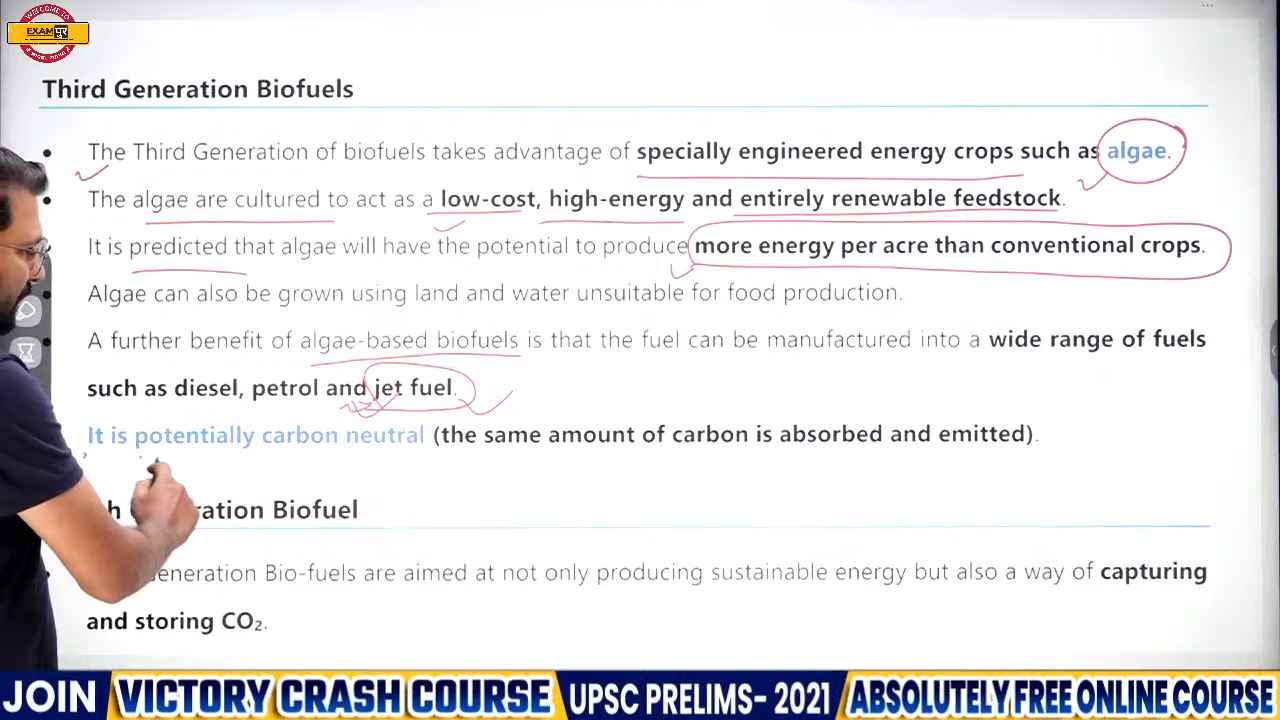 WELCOME TO
EXAM पुर
Third Generation Biofuels
• The Third Generation of biofuels takes advantage of specially engineered energy crops such as algae.
• The algae are cultured to act as a low-cost, high-energy and entirely renewable feedstock.
It is predicted that algae will have the potential to produce more energy per acre than conventional crops.
Algae can also be grown using land and water unsuitable for food production.
A further benefit of algae-based biofuels is that the fuel can be manufactured into a wide range of fuels
such as diesel, petrol and jet fuel.
It is potentially carbon neutral (the same amount of carbon is absorbed and emitted).
Biofuel
Bio-fuels are aimed at not only producing sustainable energy but also a way of capturing
and storing CO₂.
JOIN VICTORY CRASH COURSE UPSC PRELIMS- 2021 ABSOLUTELY FREE ONLINE COURSE